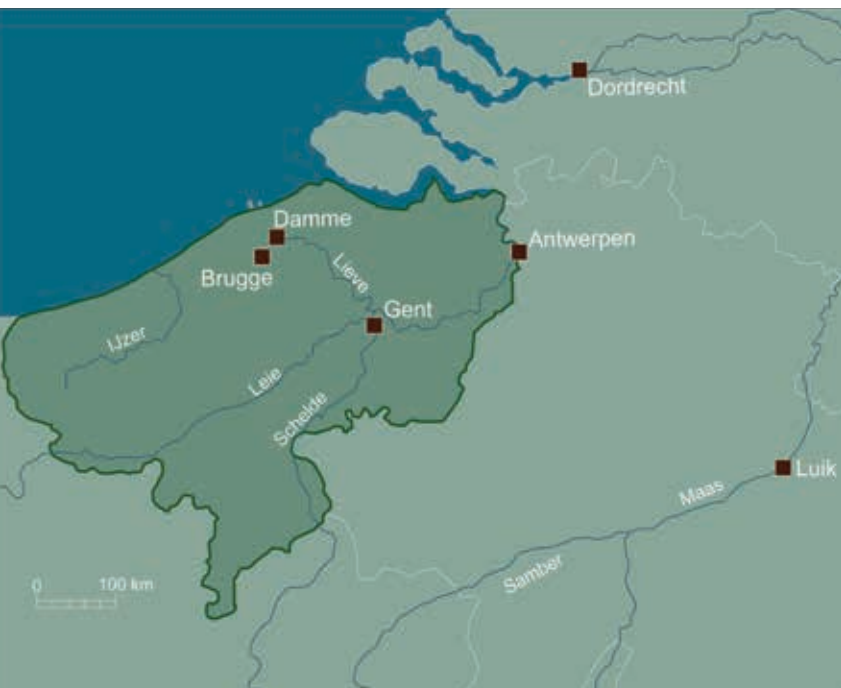 Dordrecht
Damme
Antwerpen
Brugge
Lieve
Gent
IJzer
Leie
Schelde
Luik
Maas
Samber
0 100 km